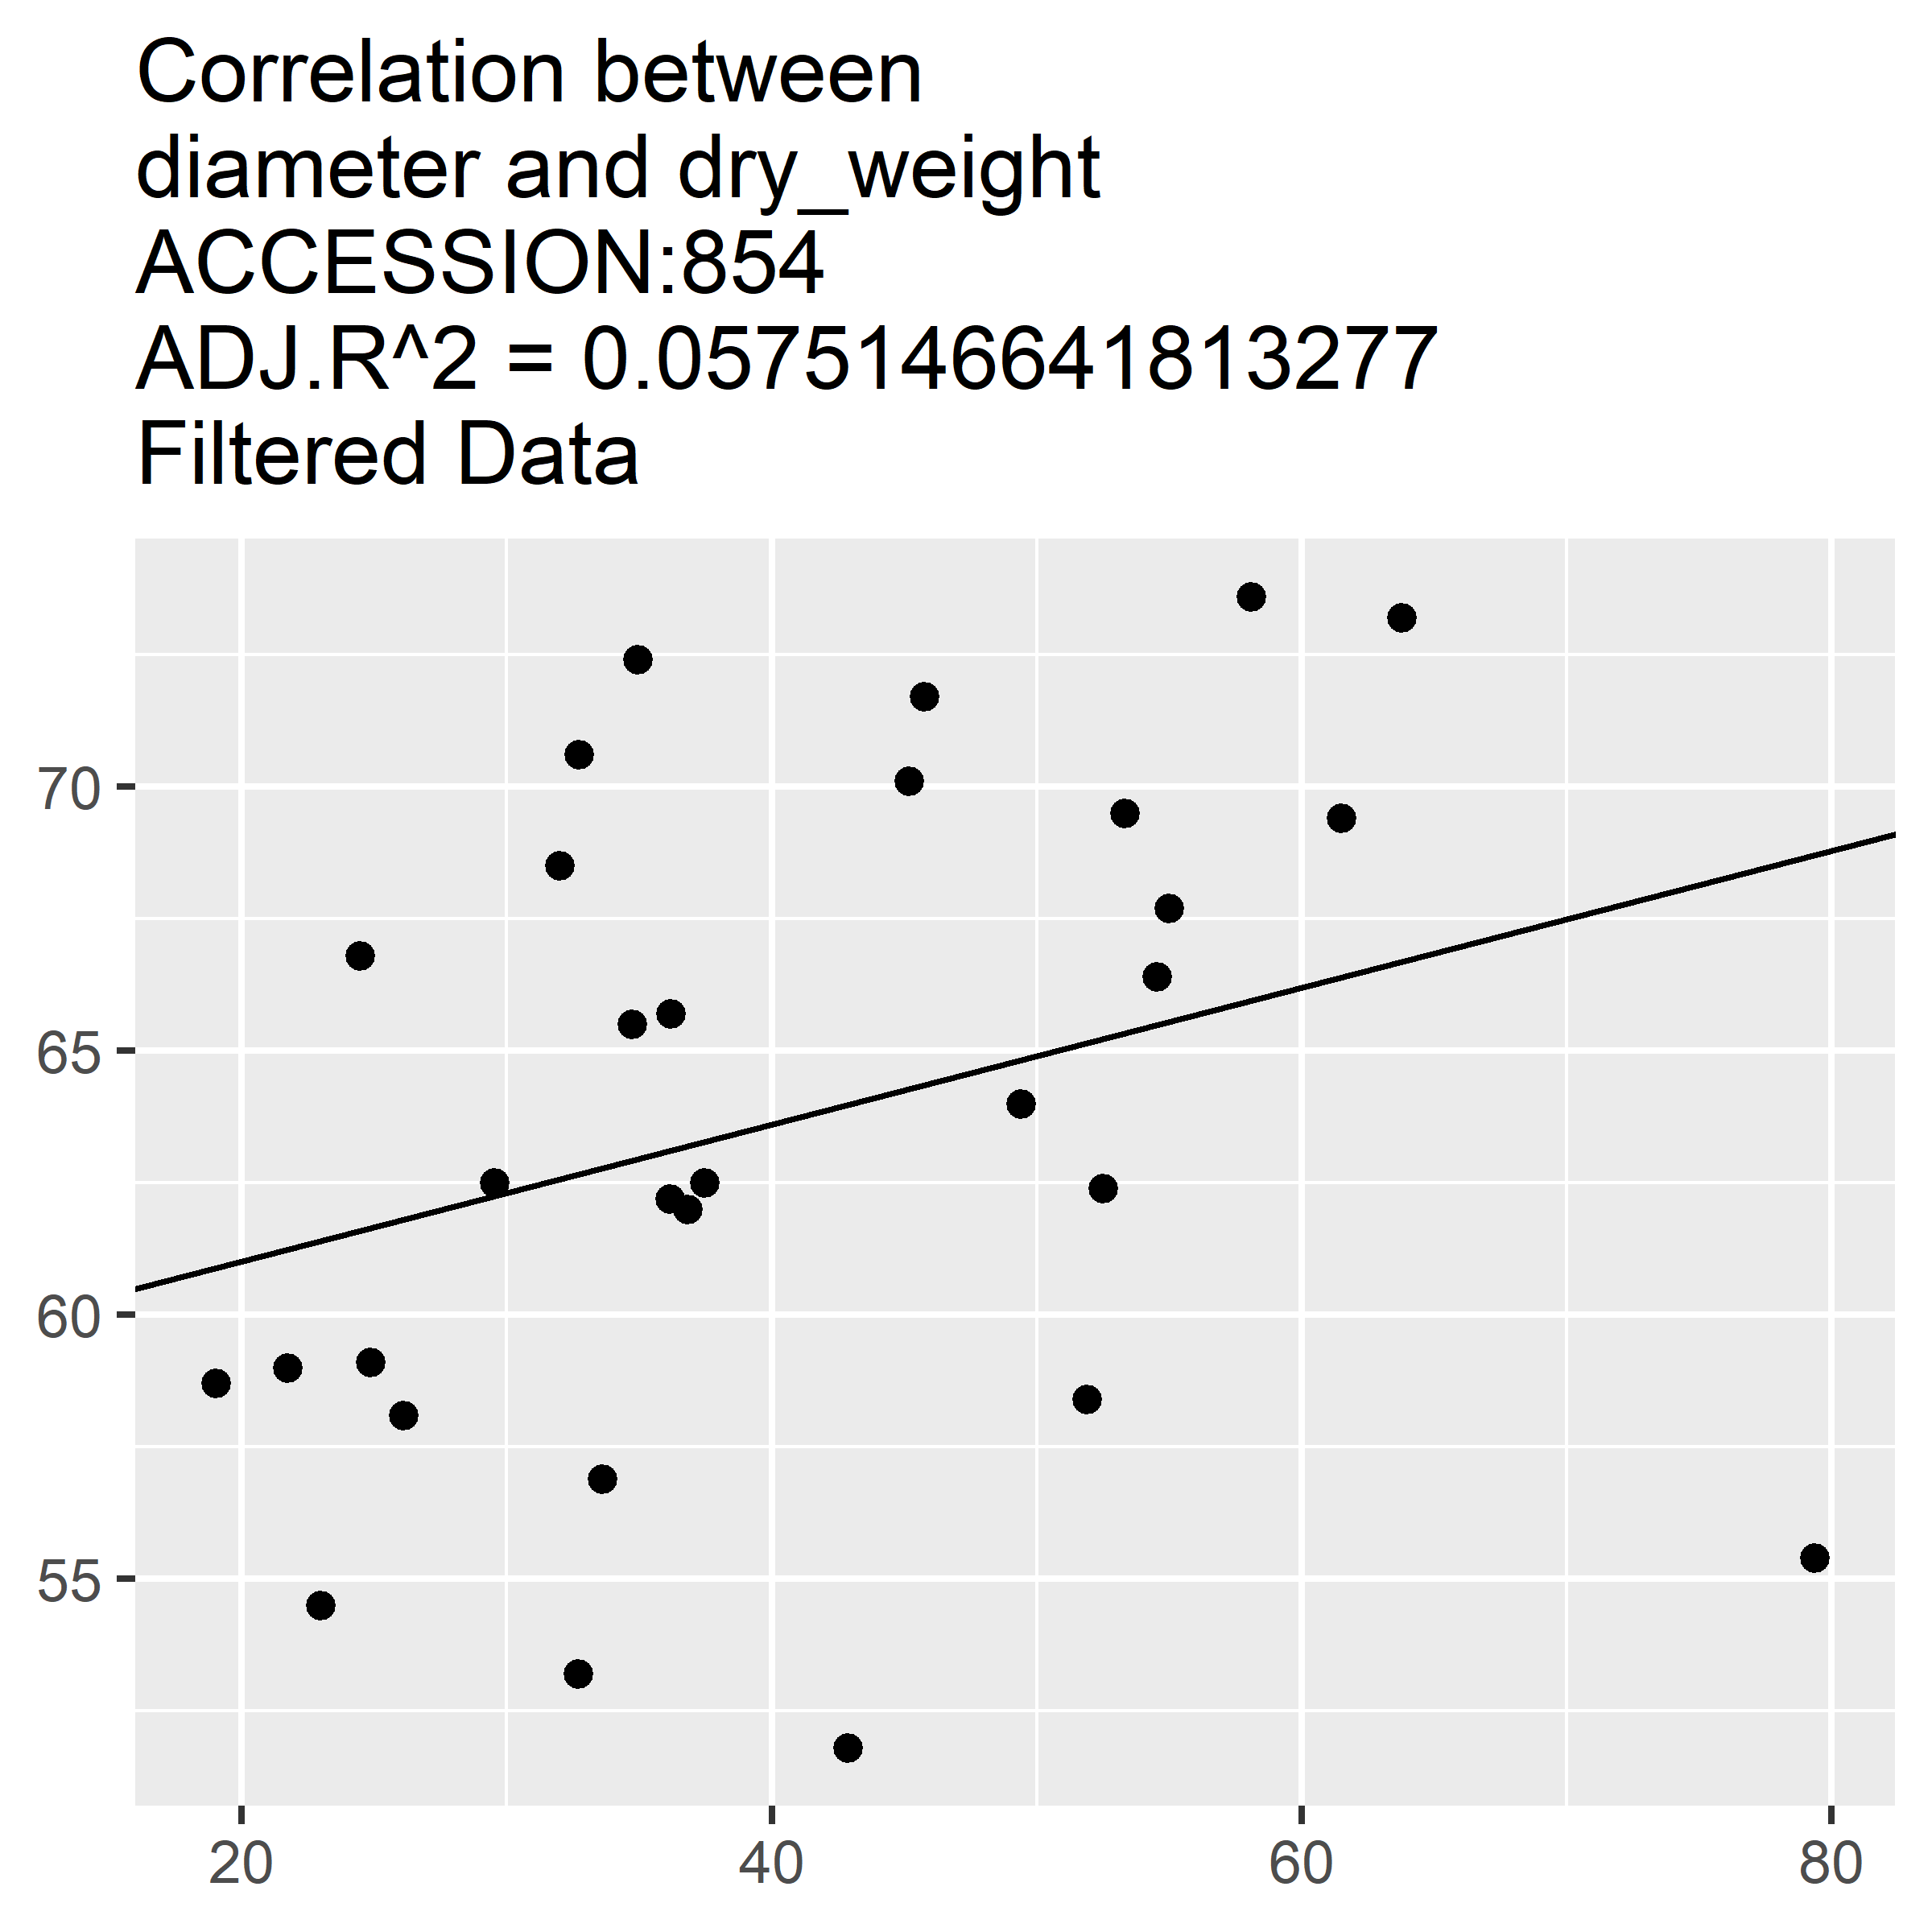 Correlation between
diameter and dry_weight
ACCESSION:854
ADJ.R^2 = 0.0575146641813277
Filtered Data
70
65
60
55
20 40 60 80